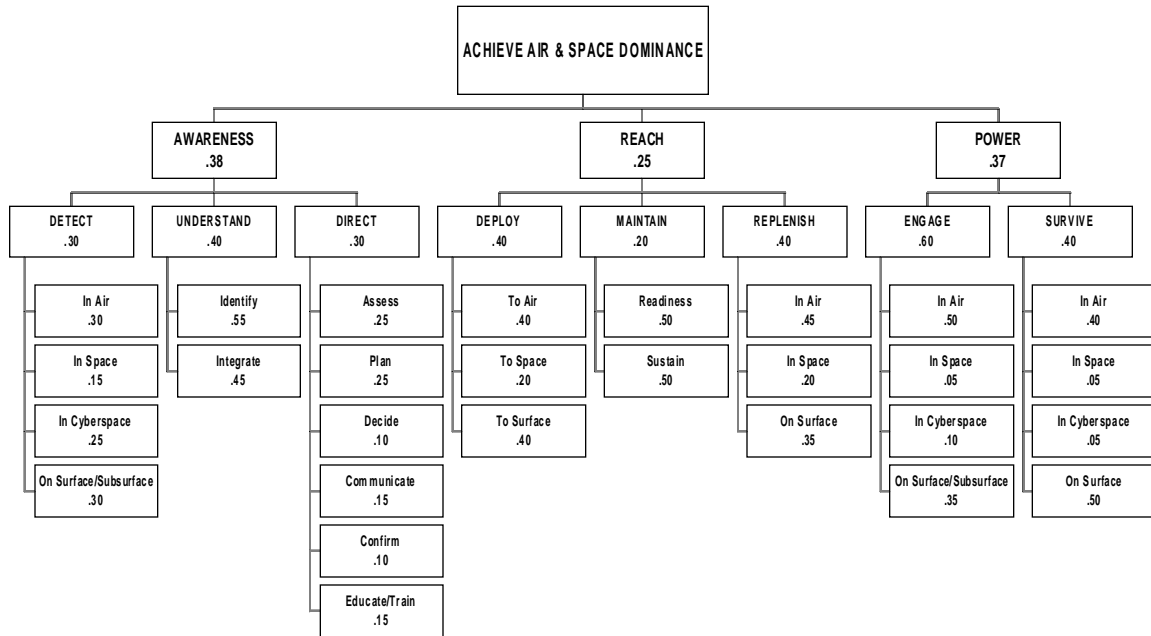 ACHIEVE AIR & SPACE DOMINANCE
AWARENESS
.38
REACH
.25
POWER
.37
DETECT
.30
UNDERSTAND
.40
DIRECT
.30
DEPLOY
.40
MAINTAIN
.20
REPLENISH
.40
ENGAGE
.60
SURVIVE
.40
In Air
.30
In Space
.15
In Cyberspace
.25
On Surface/Subsurface
.30
Identify
.55
Integrate
.45
Assess
.25
Plan
.25
Decide
.10
Communicate
.15
Confirm
.10
Educate/Train
.15
To Air
.40
To Space
.20
To Surface
.40
Readiness
.50
Sustain
.50
In Air
.45
In Space
.20
On Surface
.35
In Air
.50
In Space
.05
In Cyberspace
.10
On Surface/Subsurface
.35
In Air
.40
In Space
.05
In Cyberspace
.05
On Surface
.50